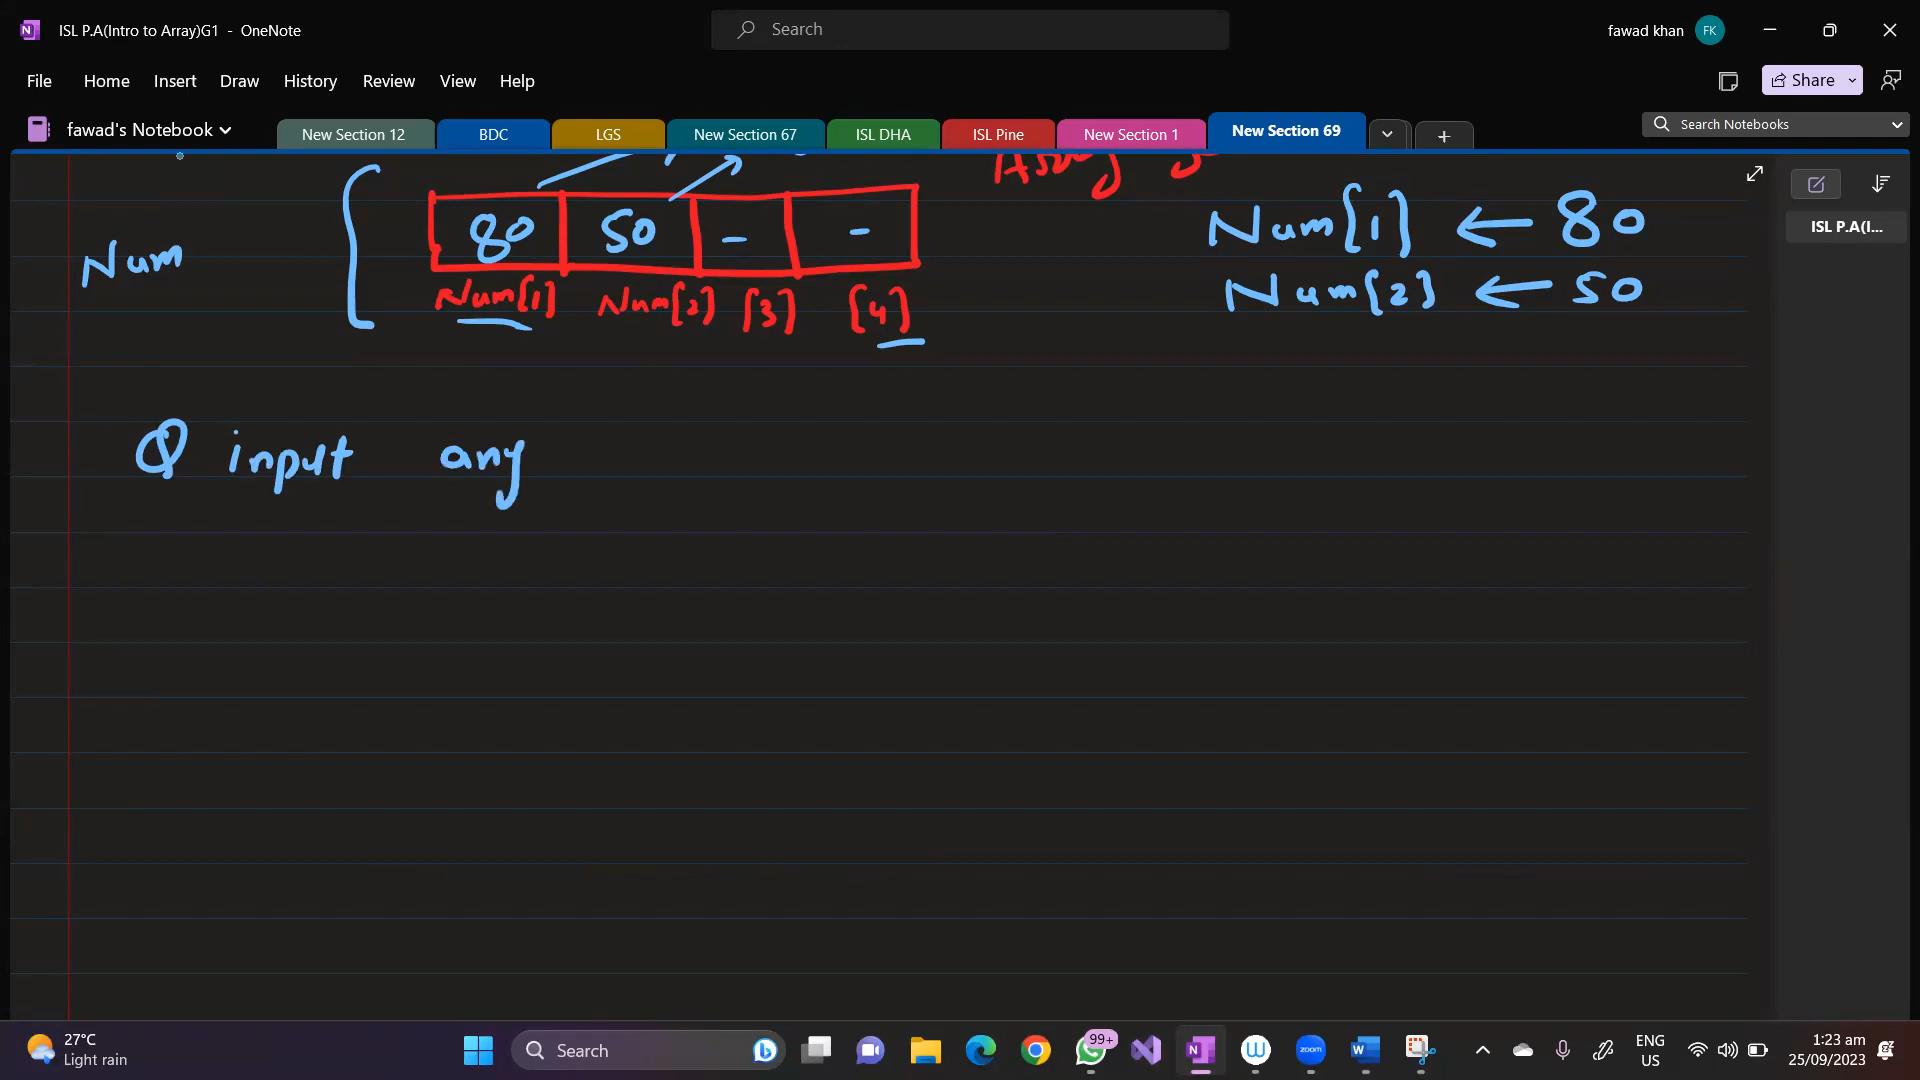 ISL P.A(Intro to Array)G1 - OneNote
Search
fawad khan
FK
File Home Insert Draw History Review View Help
Share
fawad's Notebook
New Section 12 BDC LGS New Section 67 ISL DHA ISL Pine New Section 1 New Section 69
Search Notebooks
ISL P.A(I...
Num
80 50 - -
Num[1] Num[2] [3] [4]
Num[1] ← 80
Num[2] ← 50
Q input any
27°C
Light rain
Search
99+
zoom
ENG
US
1:23 am
25/09/2023